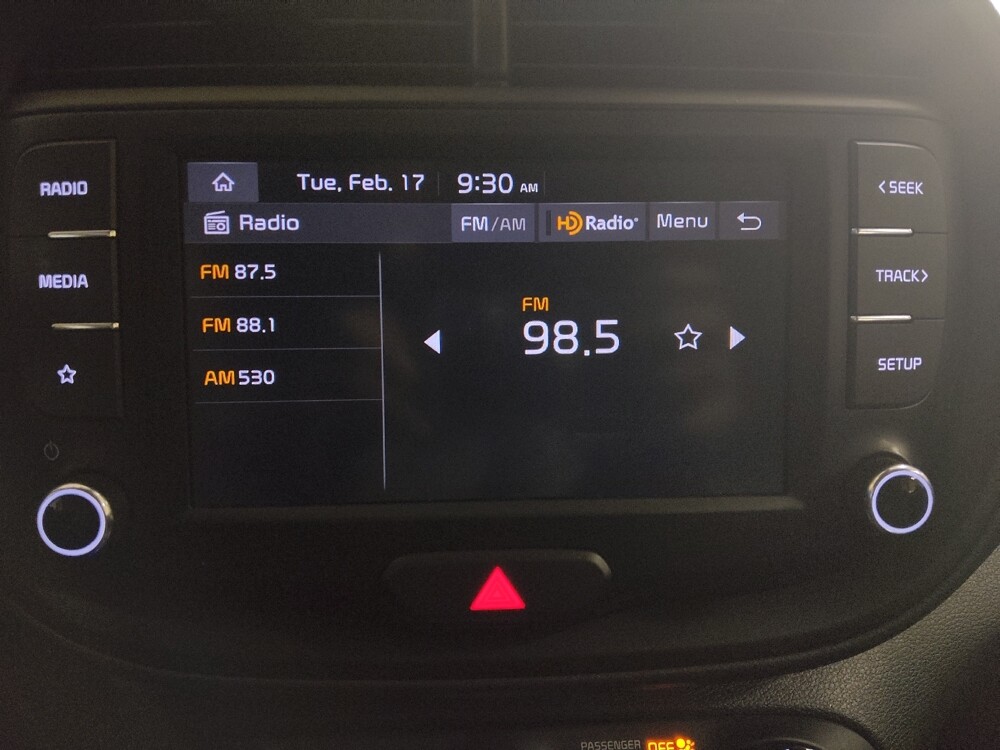 Tue, Feb. 17 9:30 AM
RADIO
< SEEK
Radio FM/AM HD Radio® Menu
FM 87.5
MEDIA
TRACK >
FM 98.5
FM 88.1
SETUP
AM 530
PASSENGER OFF